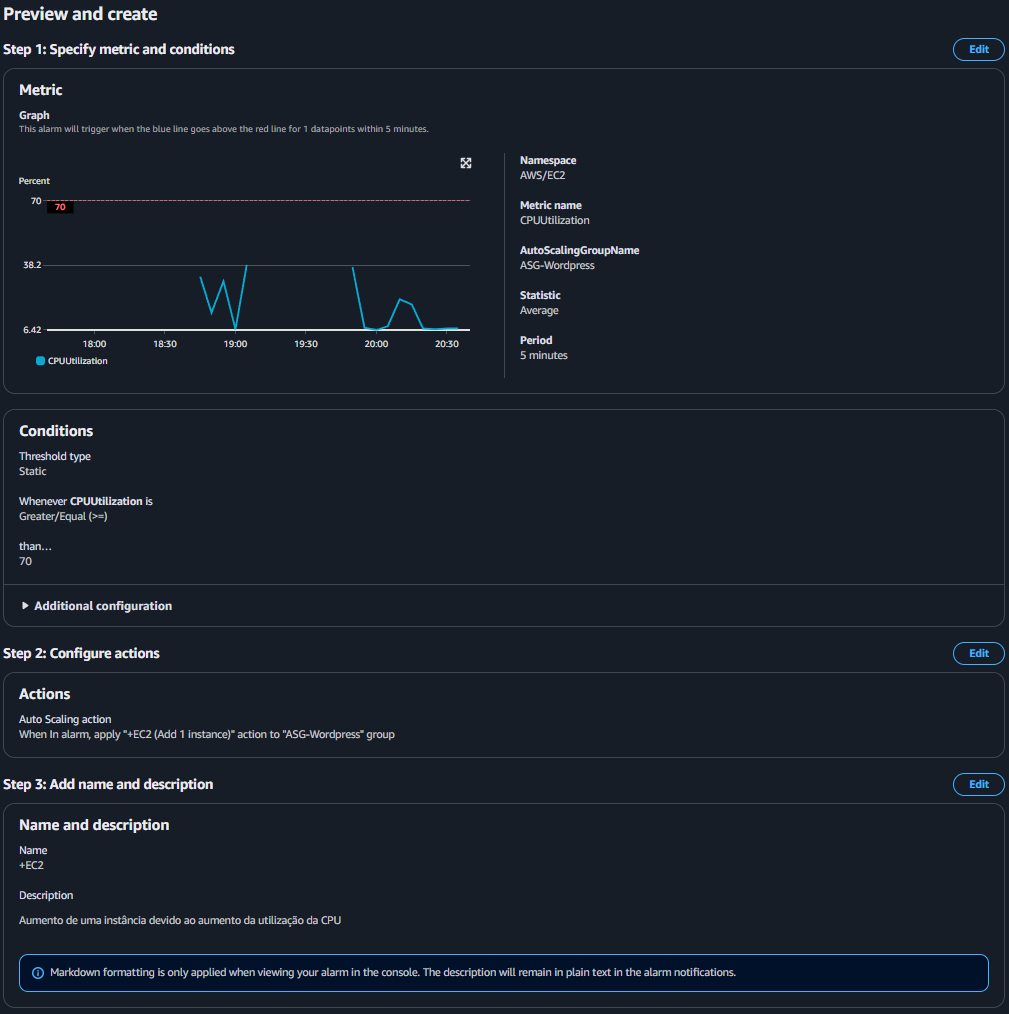 Preview and create
Step 1: Specify metric and conditions
Edit
Metric
Graph
This alarm will trigger when the blue line goes above the red line for 1 datapoints within 5 minutes.
Percent
70
70
38.2
6.42
18:00 18:30 19:00 19:30 20:00 20:30
CPUUtilization
Namespace
AWS/EC2
Metric name
CPUUtilization
AutoScalingGroupName
ASG-Wordpress
Statistic
Average
Period
5 minutes
Conditions
Threshold type
Static
Whenever CPUUtilization is
Greater/Equal (>=)
than...
70
Additional configuration
Step 2: Configure actions
Edit
Actions
Auto Scaling action
When In alarm, apply "+EC2 (Add 1 instance)" action to "ASG-Wordpress" group
Step 3: Add name and description
Edit
Name and description
Name
+EC2
Description
Aumento de uma instância devido ao aumento da utilização da CPU
Markdown formatting is only applied when viewing your alarm in the console. The description will remain in plain text in the alarm notifications.